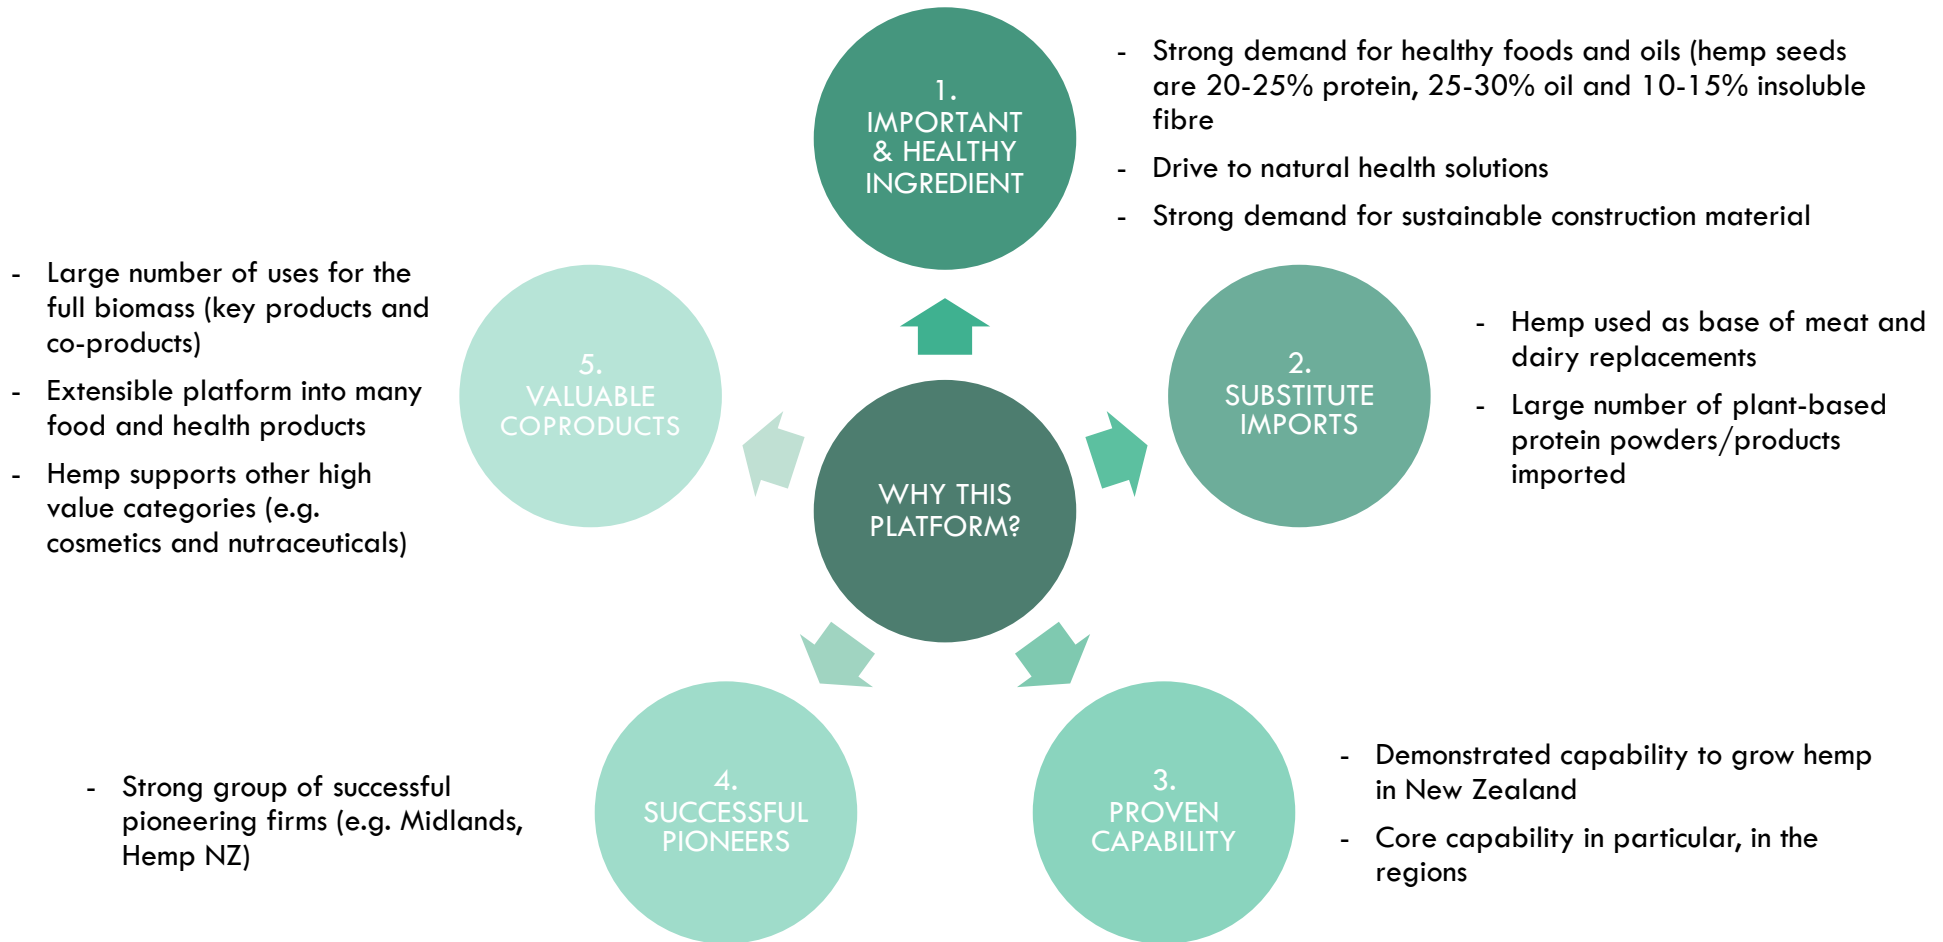 1.
IMPORTANT
& HEALTHY
INGREDIENT
- Strong demand for healthy foods and oils (hemp seeds
are 20-25% protein, 25-30% oil and 10-15% insoluble
fibre
- Drive to natural health solutions
- Strong demand for sustainable construction material
2.
SUBSTITUTE
IMPORTS
- Hemp used as base of meat and
dairy replacements
- Large number of plant-based
protein powders/products
imported
3.
PROVEN
CAPABILITY
- Demonstrated capability to grow hemp
in New Zealand
- Core capability in particular, in the
regions
4.
SUCCESSFUL
PIONEERS
- Strong group of successful
pioneering firms (e.g. Midlands,
Hemp NZ)
5.
VALUABLE
COPRODUCTS
- Large number of uses for the
full biomass (key products and
co-products)
- Extensible platform into many
food and health products
- Hemp supports other high
value categories (e.g.
cosmetics and nutraceuticals)
WHY THIS
PLATFORM?